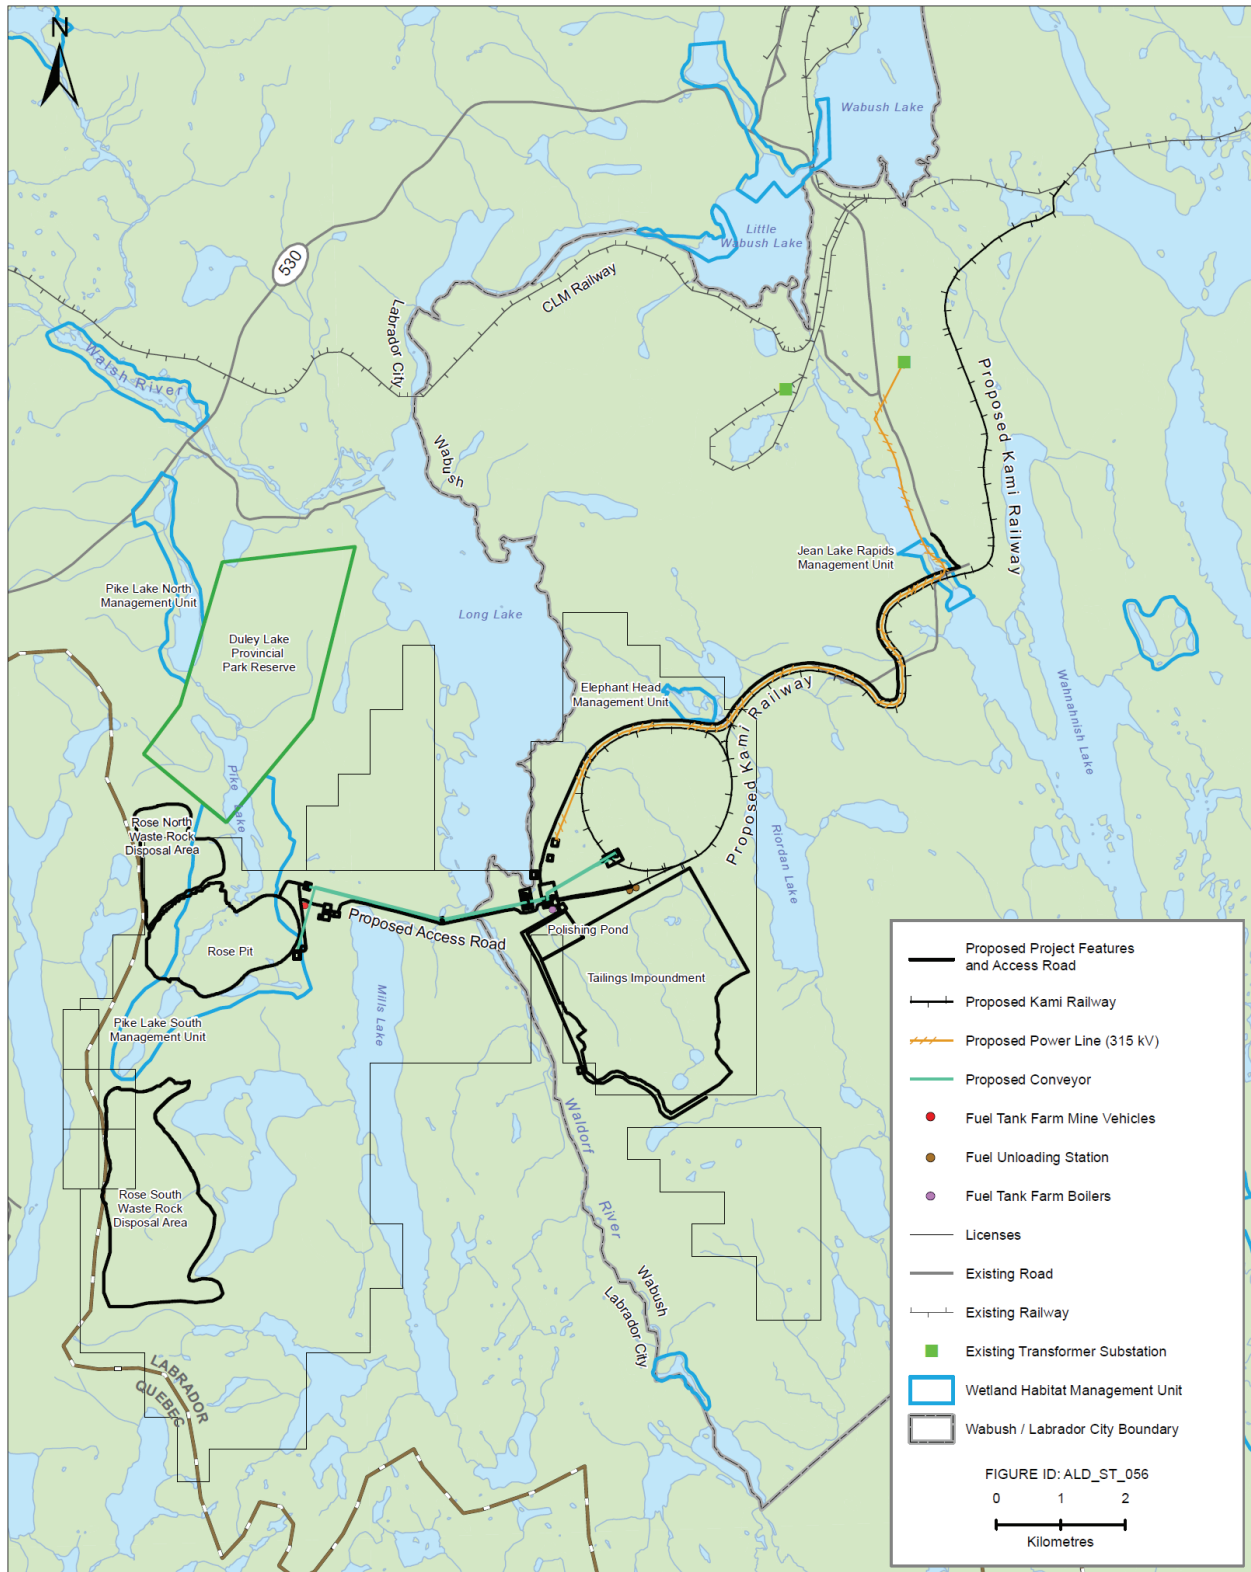 N
Wabush Lake
Little
Wabush Lake
530
CLM Railway
Labrador City
Wabush
Walsh River
Proposed Kami Railway
Jean Lake Rapids
Management Unit
Pike Lake North
Management Unit
Long Lake
Duley Lake
Provincial
Park Reserve
Elephant Head
Management Unit
Proposed Kami Railway
Wahnahnish Lake
Pike Lake
Rose North
Waste Rock
Disposal Area
Riordan Lake
Proposed Access Road
Polishing Pond
Rose Pit
Tailings Impoundment
Mills Lake
Pike Lake South
Management Unit
Waldorf River
Rose South
Waste Rock
Disposal Area
Wabush
Labrador City
LABRADOR
QUEBEC
Proposed Project Features
and Access Road
Proposed Kami Railway
Proposed Power Line (315 kV)
Proposed Conveyor
Fuel Tank Farm Mine Vehicles
Fuel Unloading Station
Fuel Tank Farm Boilers
Licenses
Existing Road
Existing Railway
Existing Transformer Substation
Wetland Habitat Management Unit
Wabush / Labrador City Boundary
FIGURE ID: ALD_ST_056
0 1 2
Kilometres